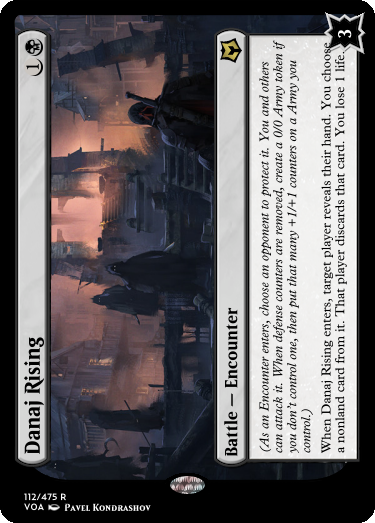 Danaj Rising
Battle — Encounter
3
(As an Encounter enters, choose an opponent to protect it. You and others
can attack it. When defense counters are removed, create a 0/0 Army token if
you don't control one, then put that many +1/+1 counters on a Army you
control.)
When Danaj Rising enters, target player reveals their hand. You choose
a nonland card from it. That player discards that card. You lose 1 life.
112/475 R
VOA PAVEL KONDRASHOV